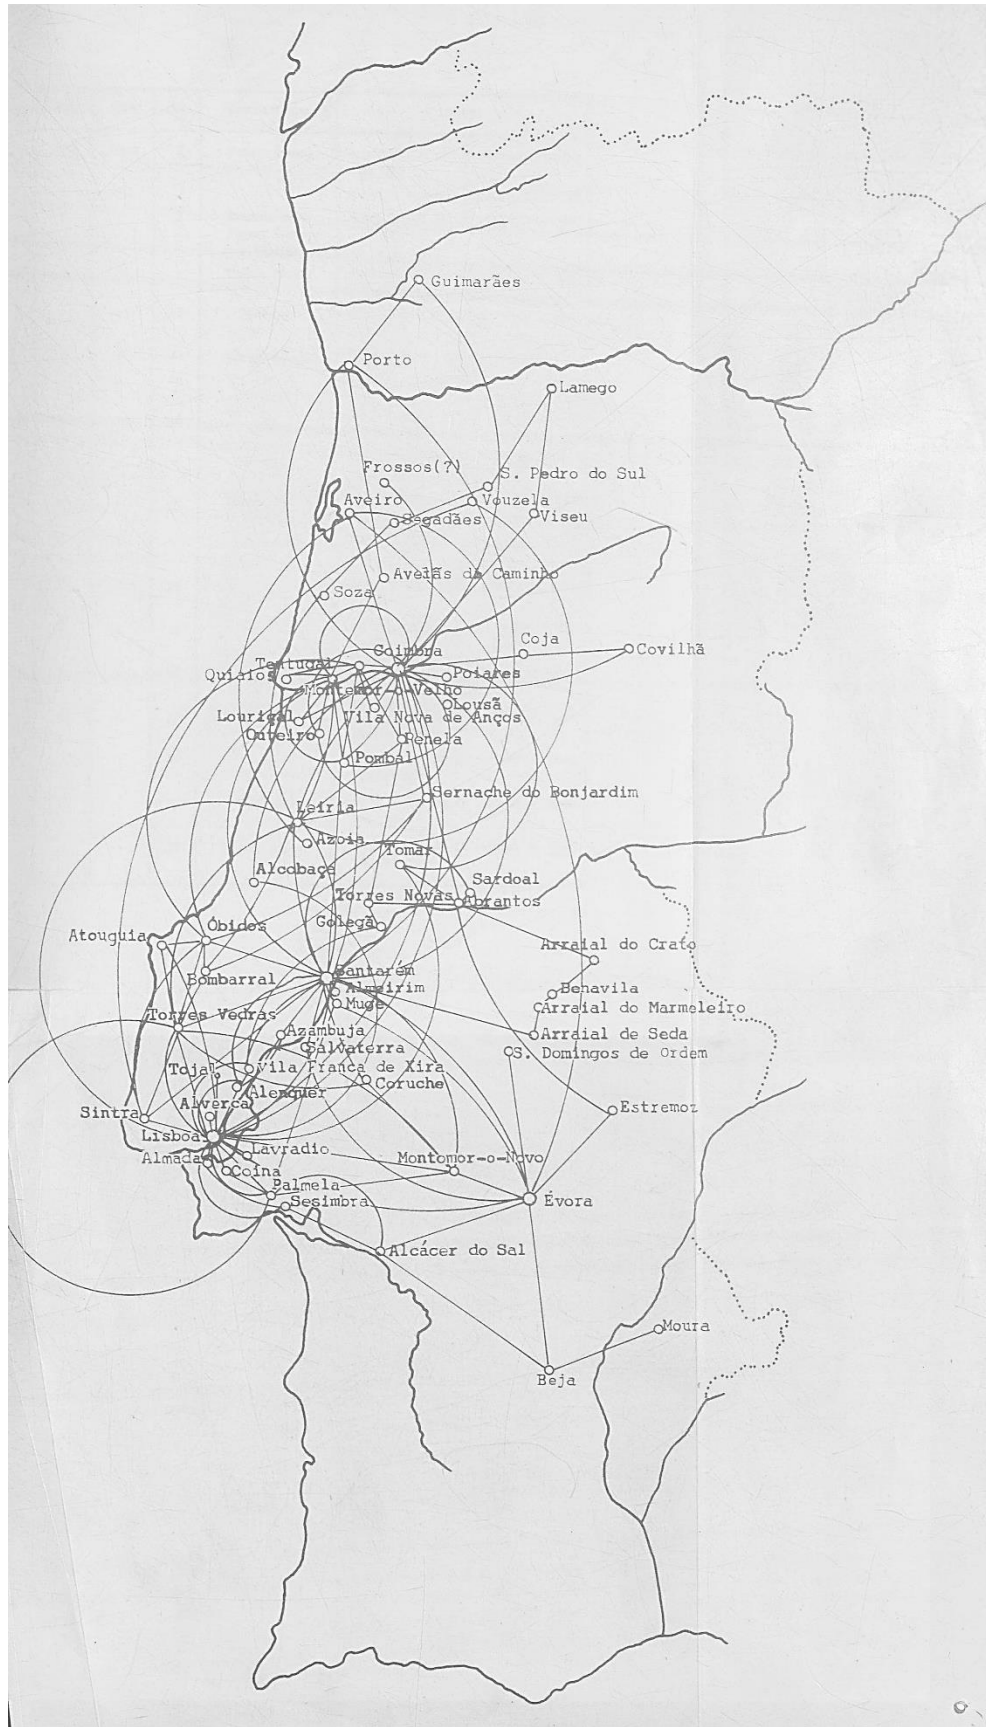 Guimarães
Porto
Lamego
Frossos(?)
S. Pedro do Sul
Aveiro
Vouzela
Segadães
Viseu
Avelãs do Caminho
Soza
Coja
Covilhã
Coimbra
Tentugal
Quiaios
Poiares
Montemor-o-Velho
Lousã
Louriçal
Vila Nova de Anços
Outeiro
Penela
Pombal
Sernache do Bonjardim
Leiria
Azoia
Tomar
Alcobaça
Sardoal
Torres Novas
Abrantos
Golegã
Óbidos
Atouguia
Arraial do Crato
Santarém
Bombarral
Almeirim
Benavila
Muge
Arraial do Marmeleiro
Torres Vedras
Azambuja
Arraial de Seda
Salvaterra
S. Domingos de Ordem
Tojal
Vila Franca de Xira
Coruche
Alenquer
Alverca
Sintra
Estremoz
Lisboa
Lavradio
Almada
Montomor-o-Novo
Coina
Palmela
Sesimbra
Évora
Alcácer do Sal
Moura
Beja